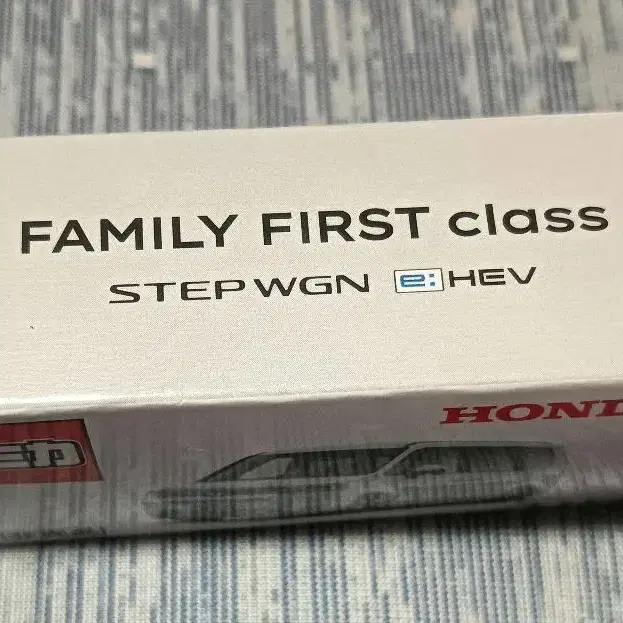 FAMILY FIRST class
STEP WGN e:HEV
HOND